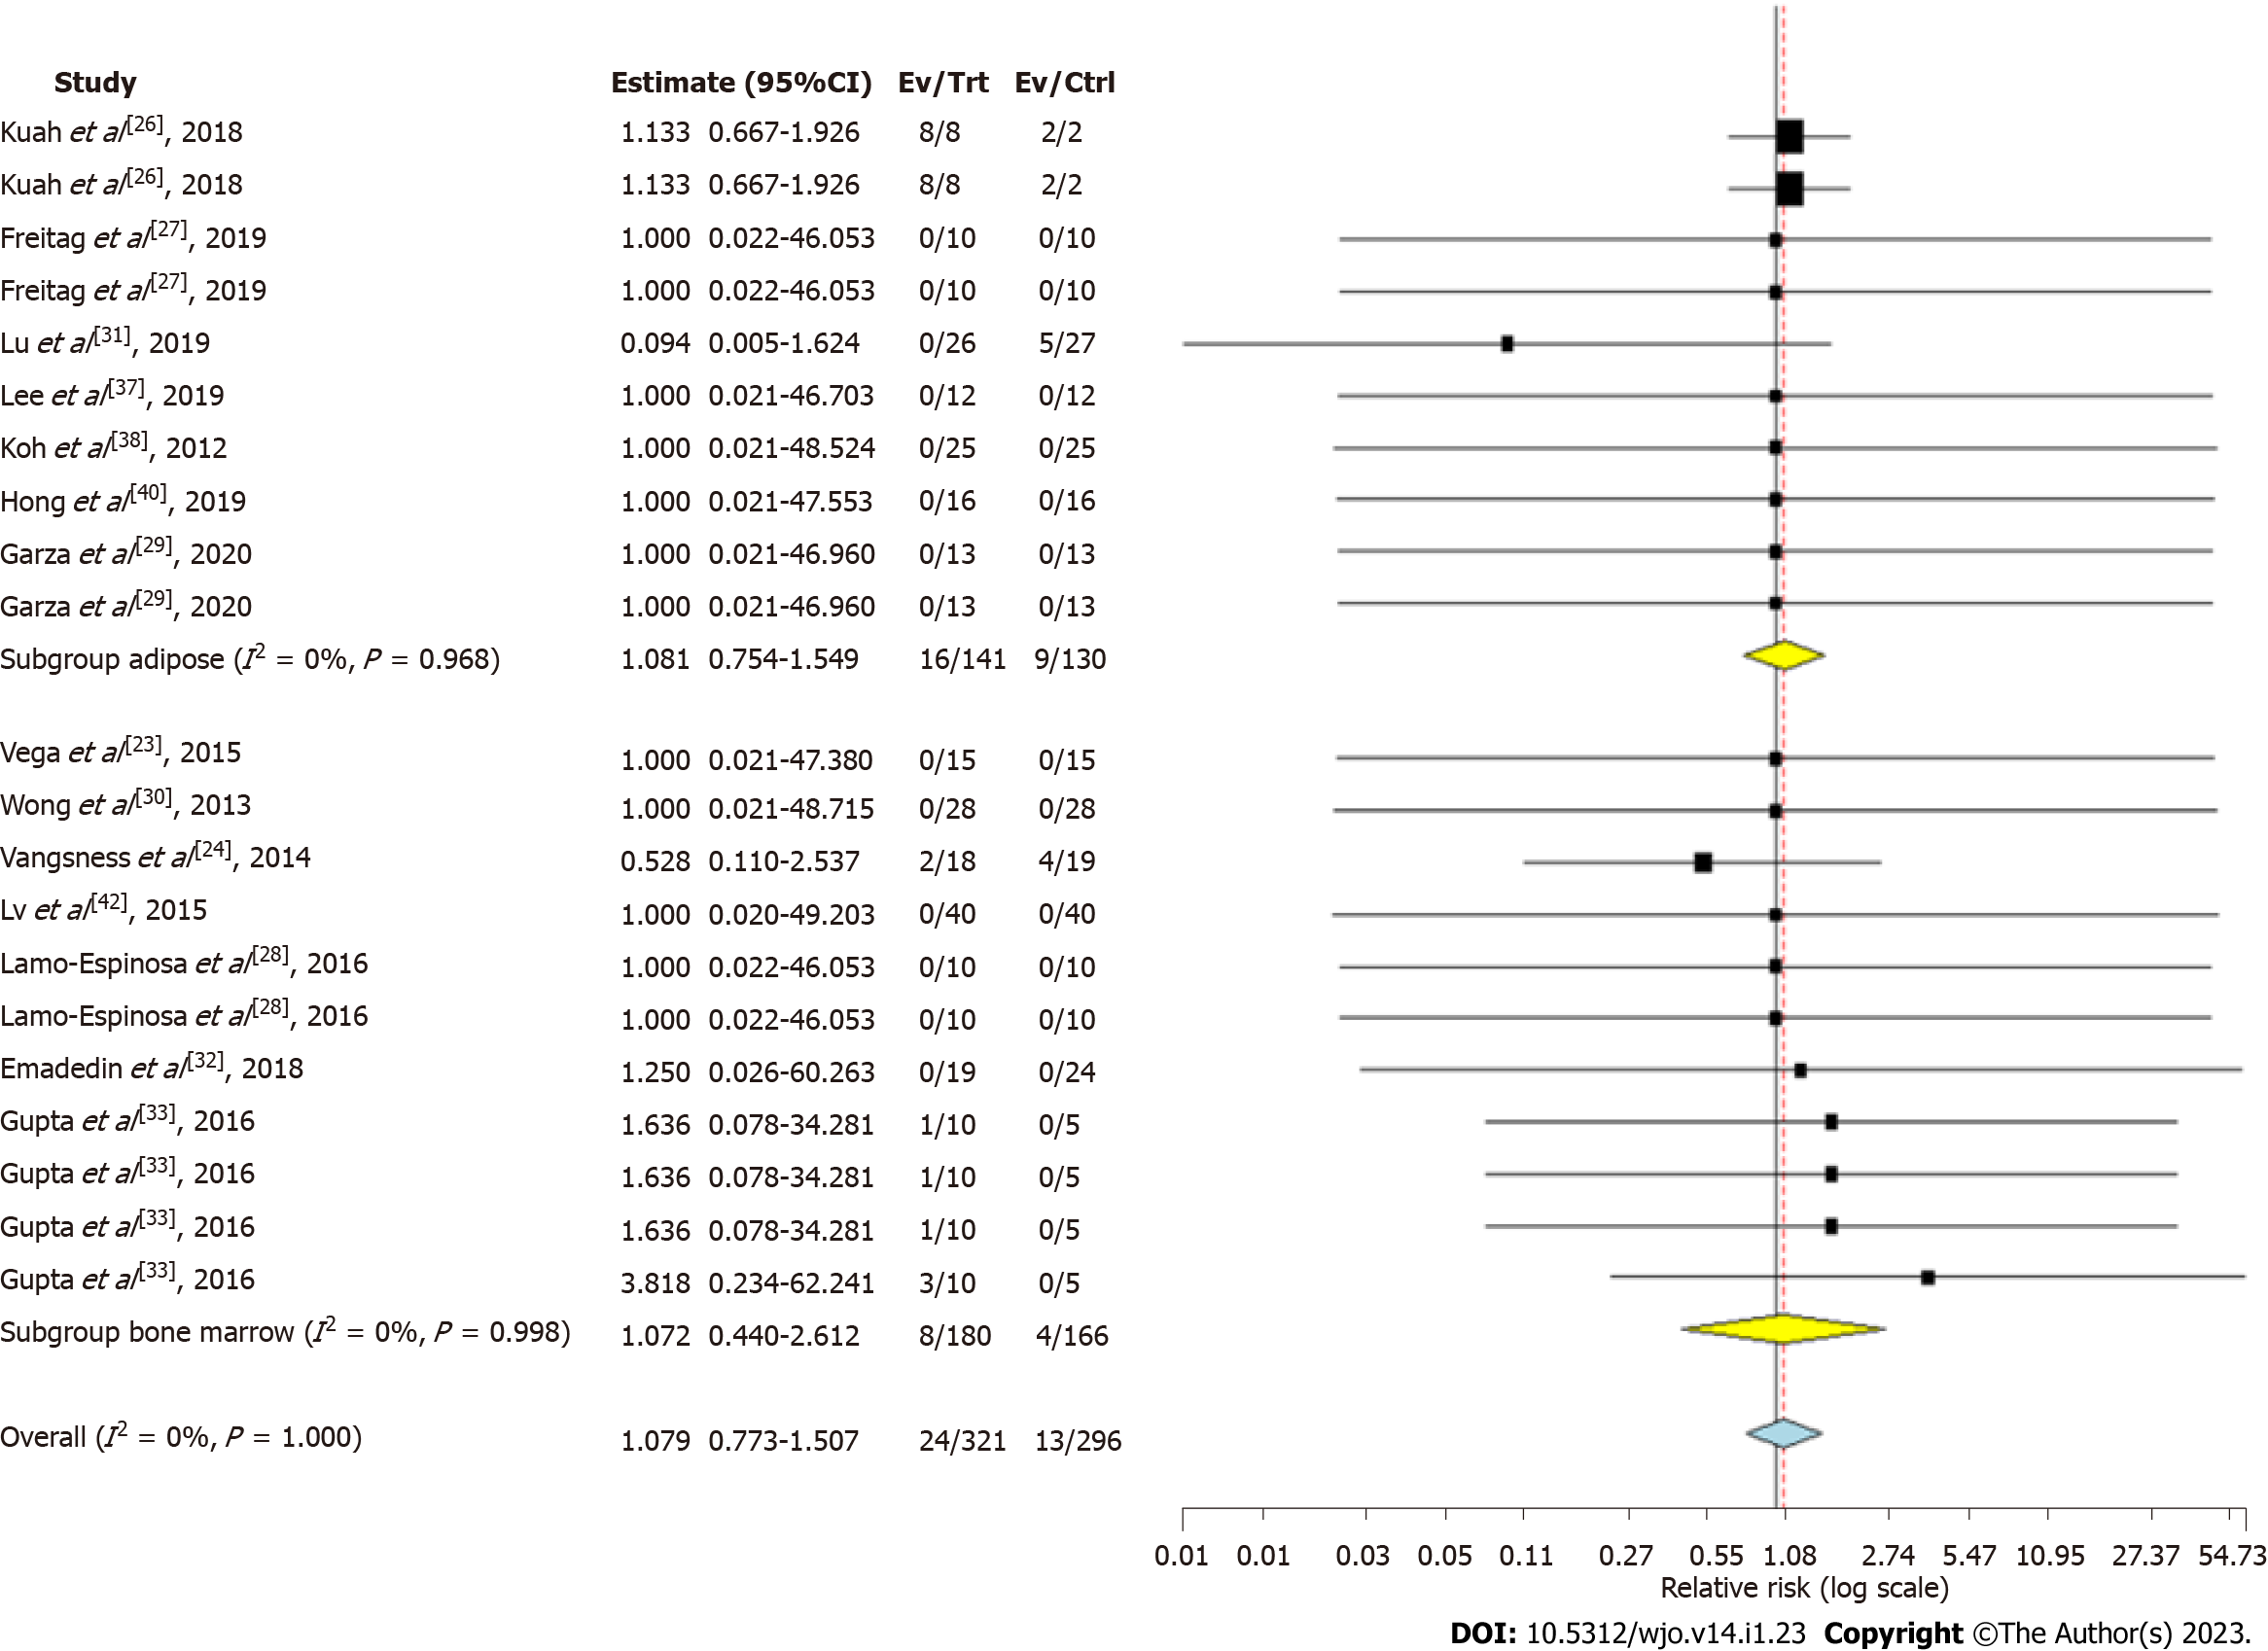 Study Estimate (95%CI) Ev/Trt Ev/Ctrl
Kuah et al[26], 2018 1.133 0.667-1.926 8/8 2/2
Kuah et al[26], 2018 1.133 0.667-1.926 8/8 2/2
Freitag et al[27], 2019 1.000 0.022-46.053 0/10 0/10
Freitag et al[27], 2019 1.000 0.022-46.053 0/10 0/10
Lu et al[31], 2019 0.094 0.005-1.624 0/26 5/27
Lee et al[37], 2019 1.000 0.021-46.703 0/12 0/12
Koh et al[38], 2012 1.000 0.021-48.524 0/25 0/25
Hong et al[40], 2019 1.000 0.021-47.553 0/16 0/16
Garza et al[29], 2020 1.000 0.021-46.960 0/13 0/13
Garza et al[29], 2020 1.000 0.021-46.960 0/13 0/13
Subgroup adipose (I2 = 0%, P = 0.968) 1.081 0.754-1.549 16/141 9/130
Vega et al[23], 2015 1.000 0.021-47.380 0/15 0/15
Wong et al[30], 2013 1.000 0.021-48.715 0/28 0/28
Vangsness et al[24], 2014 0.528 0.110-2.537 2/18 4/19
Lv et al[42], 2015 1.000 0.020-49.203 0/40 0/40
Lamo-Espinosa et al[28], 2016 1.000 0.022-46.053 0/10 0/10
Lamo-Espinosa et al[28], 2016 1.000 0.022-46.053 0/10 0/10
Emadedin et al[32], 2018 1.250 0.026-60.263 0/19 0/24
Gupta et al[33], 2016 1.636 0.078-34.281 1/10 0/5
Gupta et al[33], 2016 1.636 0.078-34.281 1/10 0/5
Gupta et al[33], 2016 1.636 0.078-34.281 1/10 0/5
Gupta et al[33], 2016 3.818 0.234-62.241 3/10 0/5
Subgroup bone marrow (I2 = 0%, P = 0.998) 1.072 0.440-2.612 8/180 4/166
Overall (I2 = 0%, P = 1.000) 1.079 0.773-1.507 24/321 13/296
0.01 0.01 0.03 0.05 0.11 0.27 0.55 1.08 2.74 5.47 10.95 27.37 54.73
Relative risk (log scale)
DOI: 10.5312/wjo.v14.i1.23 Copyright ©The Author(s) 2023.